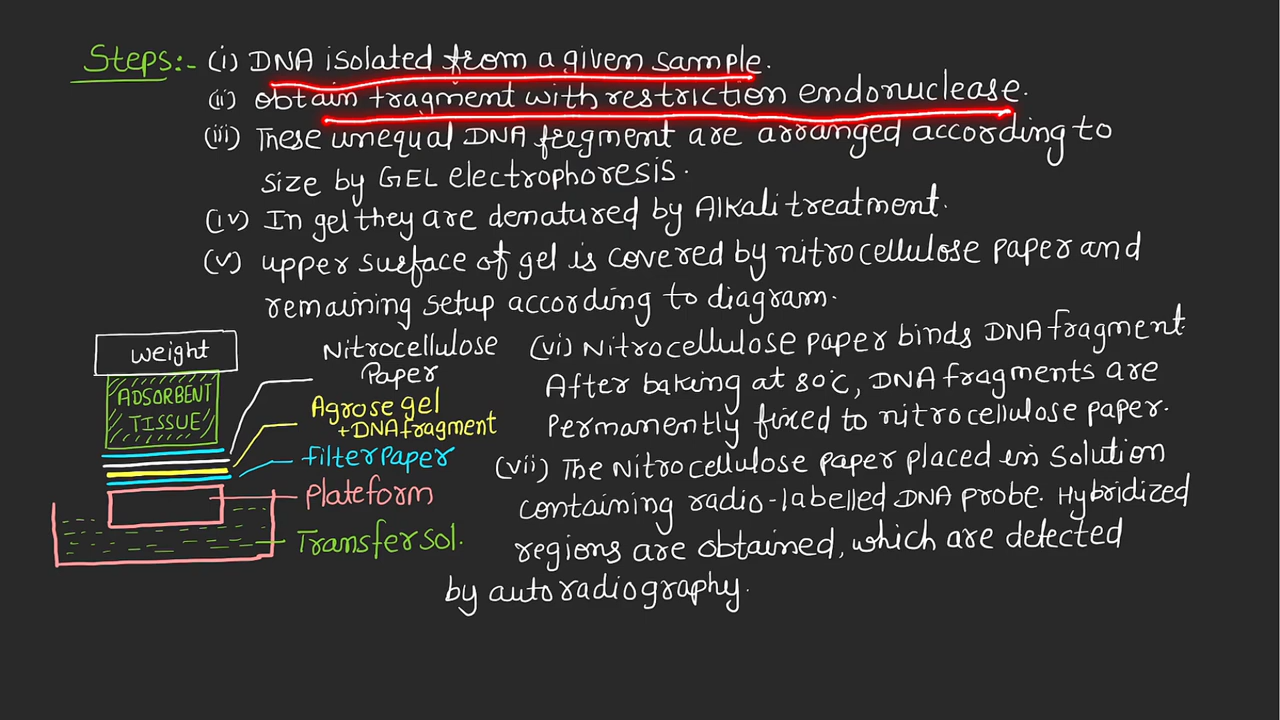 Steps:- (i) DNA isolated from a given sample.
(ii) obtain fragment with restriction endonuclease.
(iii) These unequal DNA fregment are arranged according to
size by GEL electrophoresis.
(iv) In gel they are denatured by Alkali treatment.
(v) upper surface of gel is covered by nitrocellulose paper and
remaining setup according to diagram.
weight
ADSORBENT
TISSUE
Nitrocellulose
Paper
Agrose gel
+DNA fragment
Filter Paper
Plateform
Transfer sol.
(vi) Nitrocellulose paper binds DNA fragment
After baking at 80°C, DNA fragments are
Permamently fixed to nitrocellulose paper.
(vii) The Nitrocellulose paper placed in Solution
containing radio-labelled DNA probe. Hybridized
regions are obtained, which are detected
by autoradiography.